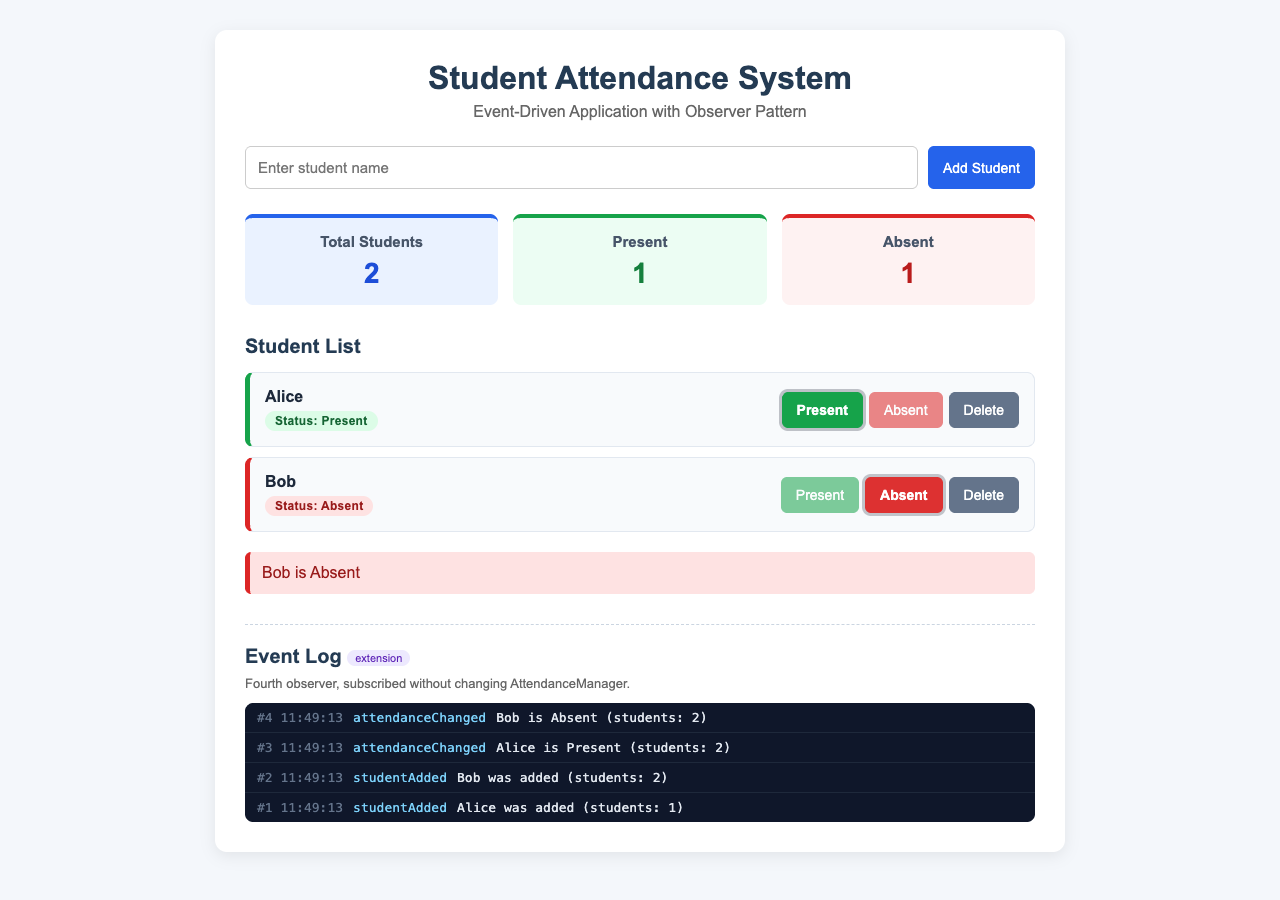 Student Attendance System
Event-Driven Application with Observer Pattern
Enter student name
Add Student
Total Students
2
Present
1
Absent
1
Student List
Alice
Status: Present
Present
Absent
Delete
Bob
Status: Absent
Present
Absent
Delete
Bob is Absent
Event Log extension
Fourth observer, subscribed without changing AttendanceManager.
#4 11:49:13 attendanceChanged Bob is Absent (students: 2)
#3 11:49:13 attendanceChanged Alice is Present (students: 2)
#2 11:49:13 studentAdded Bob was added (students: 2)
#1 11:49:13 studentAdded Alice was added (students: 1)